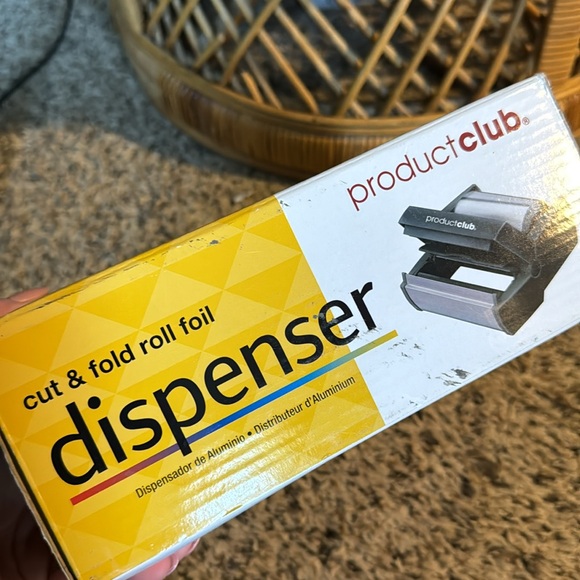 productclub®
productclub.
cut & fold roll foil
dispenser
Dispensador de Aluminio • Distributeur d'Aluminium